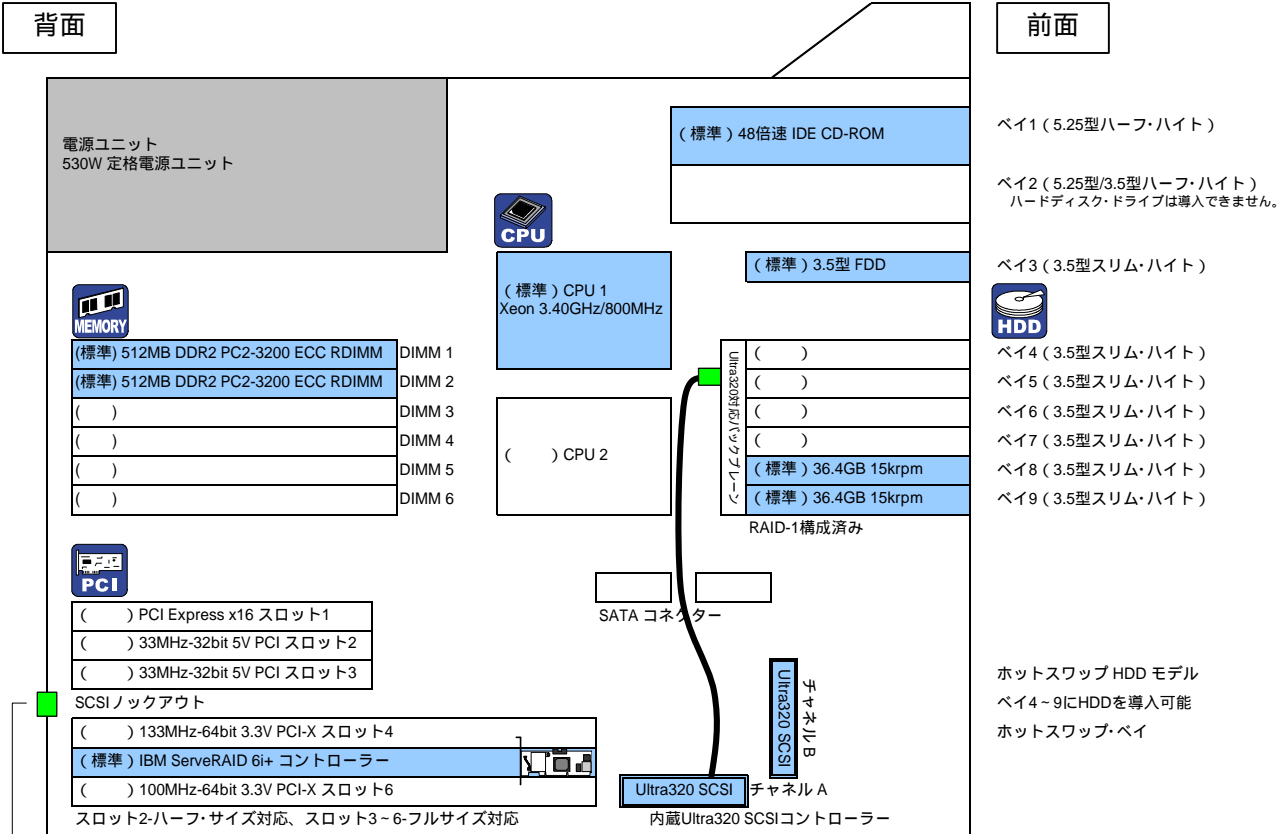 背面
前面
電源ユニット
530W 定格電源ユニット
(標準)48倍速 IDE CD-ROM
ベイ1(5.25型ハーフ・ハイト)
ベイ2(5.25型/3.5型ハーフ・ハイト)
ハードディスク・ドライブは導入できません。
CPU
(標準)CPU 1
Xeon 3.40GHz/800MHz
(標準)3.5型 FDD
ベイ3(3.5型スリム・ハイト)
HDD
MEMORY
(標準) 512MB DDR2 PC2-3200 ECC RDIMM DIMM 1
(標準) 512MB DDR2 PC2-3200 ECC RDIMM DIMM 2
( ) DIMM 3
( ) DIMM 4
( ) DIMM 5
( ) DIMM 6
( )CPU 2
Ultra320対応バックプレーン
( )
( )
( )
( )
(標準)36.4GB 15krpm
(標準)36.4GB 15krpm
RAID-1構成済み
ベイ4(3.5型スリム・ハイト)
ベイ5(3.5型スリム・ハイト)
ベイ6(3.5型スリム・ハイト)
ベイ7(3.5型スリム・ハイト)
ベイ8(3.5型スリム・ハイト)
ベイ9(3.5型スリム・ハイト)
PCI
( )PCI Express x16 スロット1
( )33MHz-32bit 5V PCI スロット2
( )33MHz-32bit 5V PCI スロット3
SCSIノックアウト
( )133MHz-64bit 3.3V PCI-X スロット4
(標準)IBM ServeRAID 6i+ コントローラー
( )100MHz-64bit 3.3V PCI-X スロット6
スロット2-ハーフ・サイズ対応、スロット3~6-フルサイズ対応
SATA コネクター
Ultra320 SCSI
チャネル B
Ultra320 SCSI
チャネル A
内蔵Ultra320 SCSIコントローラー
ホットスワップ HDD モデル
ベイ4~9にHDDを導入可能
ホットスワップ・ベイ